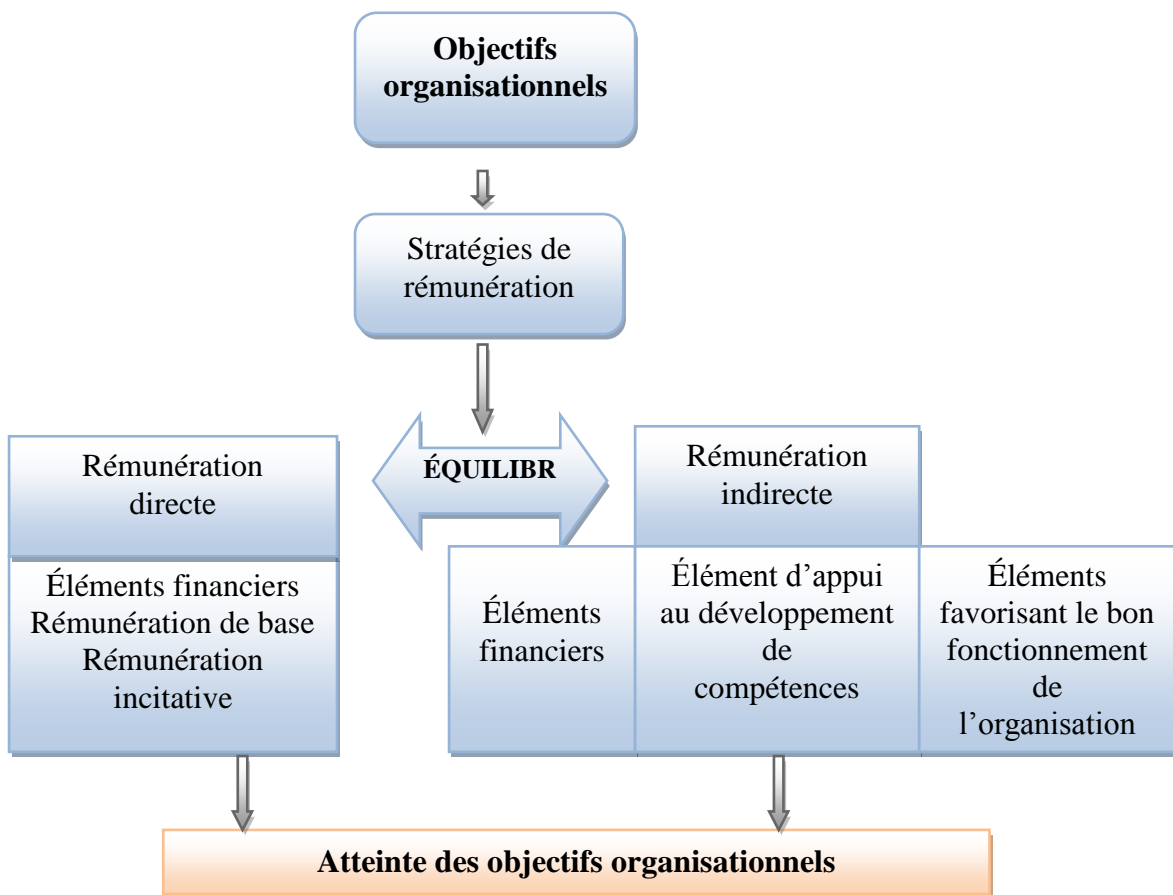 Objectifs
organisationnels
Stratégies de
rémunération
ÉQUILIBR
Rémunération
directe
Rémunération
indirecte
Éléments financiers
Rémunération de base
Rémunération
incitative
Éléments
financiers
Élément d’appui
au développement
de
compétences
Éléments
favorisant le bon
fonctionnement
de
l’organisation
Atteinte des objectifs organisationnels